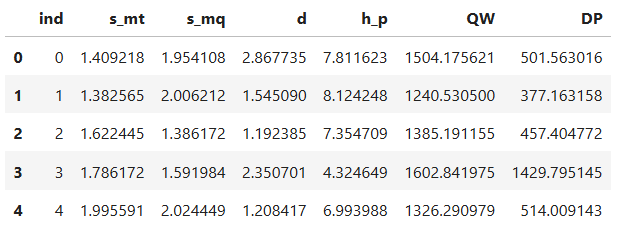 ind s_mt s_mq d h_p QW DP
0 0 1.409218 1.954108 2.867735 7.811623 1504.175621 501.563016
1 1 1.382565 2.006212 1.545090 8.124248 1240.530500 377.163158
2 2 1.622445 1.386172 1.192385 7.354709 1385.191155 457.404772
3 3 1.786172 1.591984 2.350701 4.324649 1602.841975 1429.795145
4 4 1.995591 2.024449 1.208417 6.993988 1326.290979 514.009143